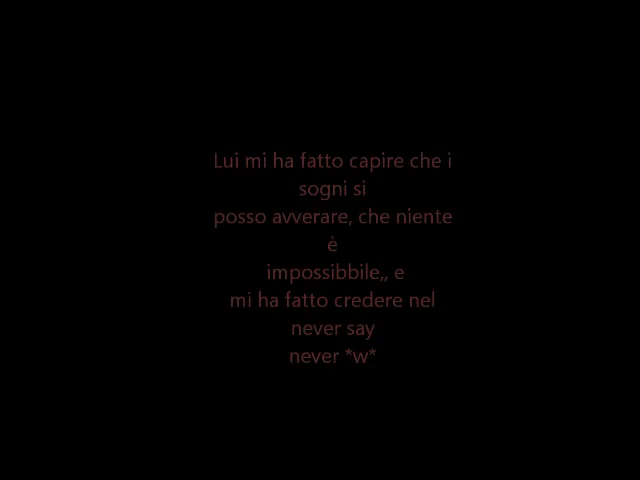 Lui mi ha fatto capire che i
sogni si
posso avverare, che niente
è
impossibbile,, e
mi ha fatto credere nel
never say
never *w*